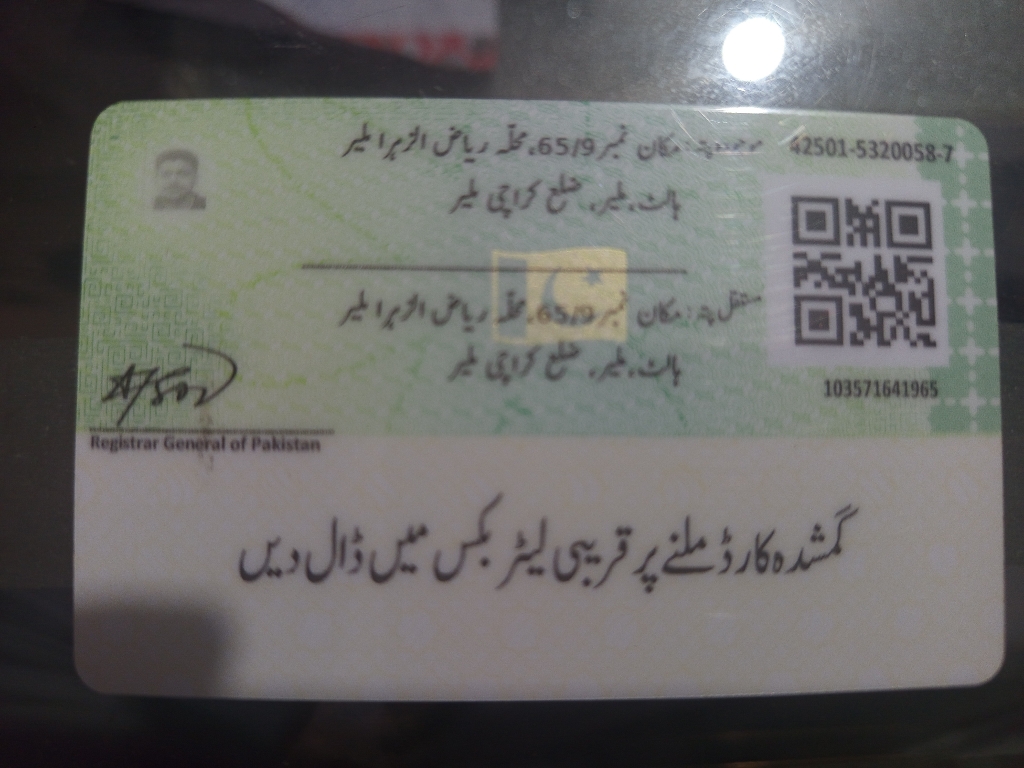 موجودہ پتہ: مکان نمبر 65/9، محلہ ریاض الزہرا ملیر
ہالٹ، ملیر، ضلع کراچی ملیر
42501-5320058-7
مستقل پتہ: مکان نمبر 65/9، محلہ ریاض الزہرا ملیر
ہالٹ، ملیر، ضلع کراچی ملیر
103571641965
Registrar General of Pakistan
گمشدہ کارڈ ملنے پر قریبی لیٹر بکس میں ڈال دیں